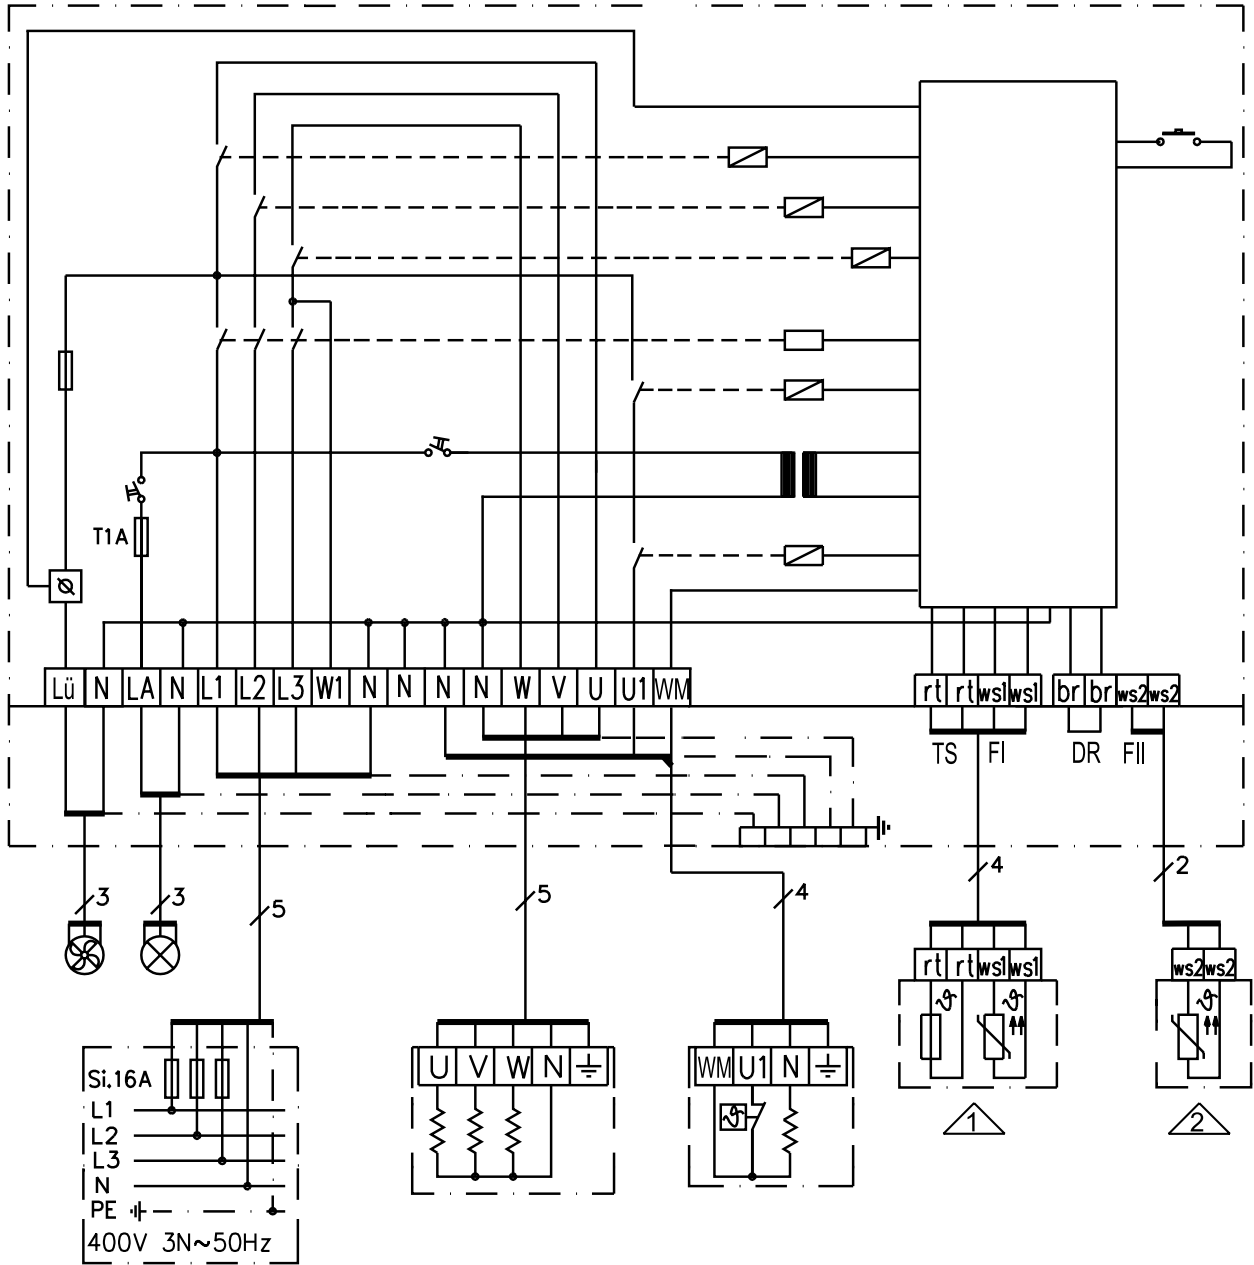 T1A
Lü N LA N L1 L2 L3 W1 N N N N W V U U1 WM
rt rt ws1 ws1 br br ws2 ws2
TS FI DR FII
3 3 5 5 4 4 2
rt rt ws1 ws1 ws2 ws2
U V W N WM U1 N
Si.16A
L1
L2
L3
N
PE
400V 3N~50Hz
1 2